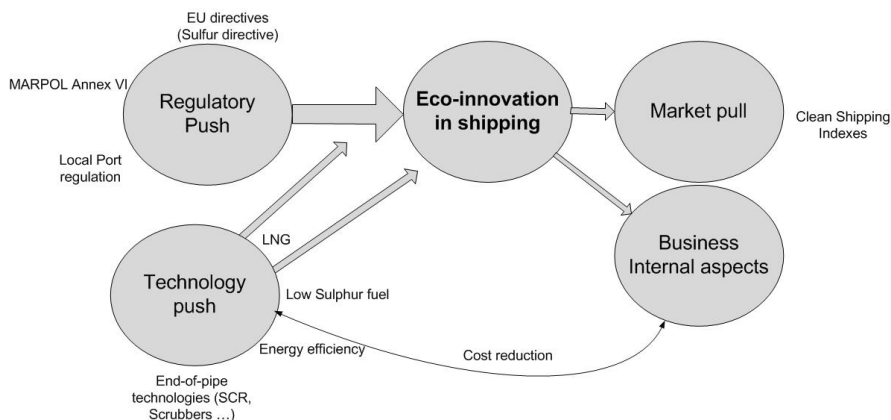 EU directives
(Sulfur directive)
MARPOL Annex VI
Regulatory
Push
Local Port
regulation
Eco-innovation
in shipping
Market pull
Clean Shipping
Indexes
LNG
Technology
push
Low Sulphur fuel
Energy efficiency
End-of-pipe
technologies (SCR,
Scrubbers ...)
Business
Internal aspects
Cost reduction